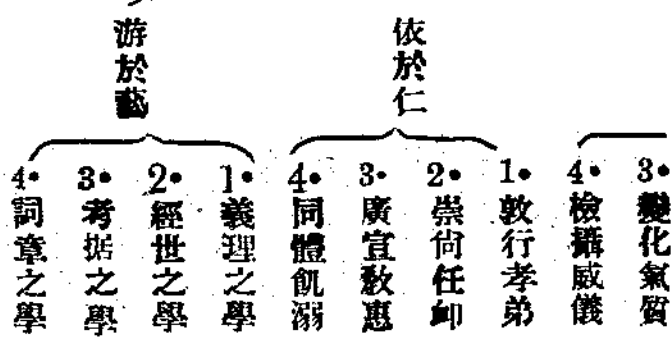 3. 變化氣質
4. 檢攝威儀
依於仁
1. 敦行孝弟
2. 崇尙任卹
3. 廣宣敎惠
4. 同體飢溺
游於藝
1. 義理之學
2. 經世之學
3. 考据之學
4. 詞章之學